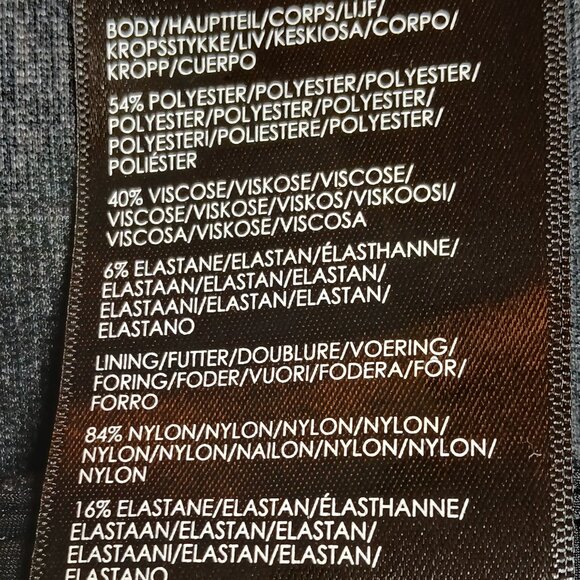 BODY/HAUPTTEIL/CORPS/LIJF/
KROPSSTYKKE/LIV/KESKIOSA/CORPO/
KROPP/CUERPO
54% POLYESTER/POLYESTER/POLYESTER/
POLYESTER/POLYESTER/POLYESTER/
POLYESTERI/POLIESTERE/POLYESTER/
POLIÉSTER
40% VISCOSE/VISKOSE/VISCOSE/
VISCOSE/VISKOSE/VISKOS/VISKOOSI/
VISCOSA/VISKOSE/VISCOSA
6% ELASTANE/ELASTAN/ÉLASTHANNE/
ELASTAAN/ELASTAN/ELASTAN/
ELASTAANI/ELASTAN/ELASTAN/
ELASTANO
LINING/FUTTER/DOUBLURE/VOERING/
FORING/FODER/VUORI/FODERA/FÔR/
FORRO
84% NYLON/NYLON/NYLON/NYLON/
NYLON/NYLON/NAILON/NYLON/NYLON/
NYLON
16% ELASTANE/ELASTAN/ÉLASTHANNE/
ELASTAAN/ELASTAN/ELASTAN/
ELASTAANI/ELASTAN/ELASTAN/
ELASTANO